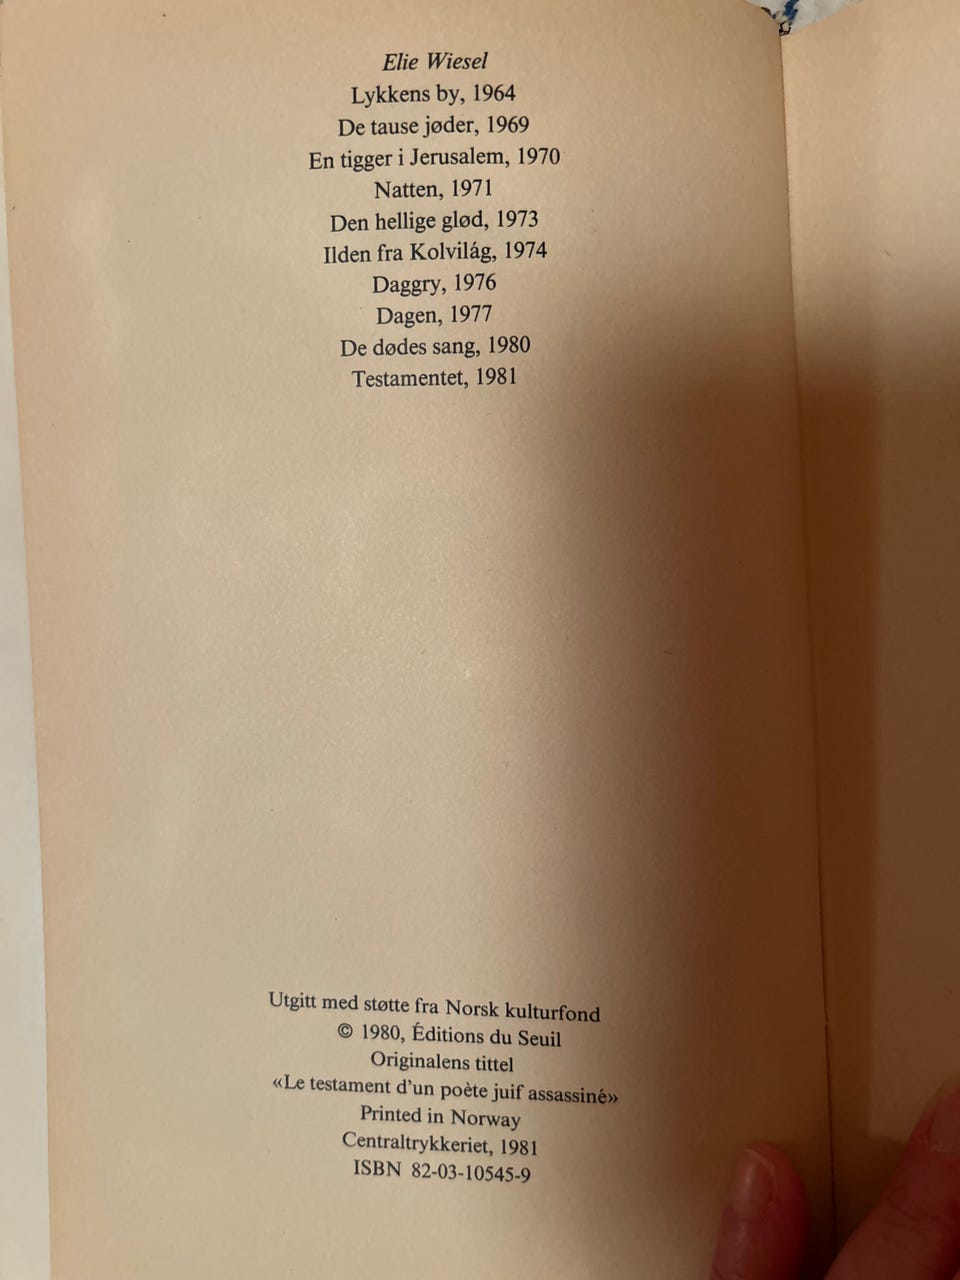 Elie Wiesel
Lykkens by, 1964
De tause jøder, 1969
En tigger i Jerusalem, 1970
Natten, 1971
Den hellige glød, 1973
Ilden fra Kolvilág, 1974
Daggry, 1976
Dagen, 1977
De dødes sang, 1980
Testamentet, 1981
Utgitt med støtte fra Norsk kulturfond
© 1980, Éditions du Seuil
Originalens tittel
«Le testament d'un poète juif assassiné»
Printed in Norway
Centraltrykkeriet, 1981
ISBN 82-03-10545-9